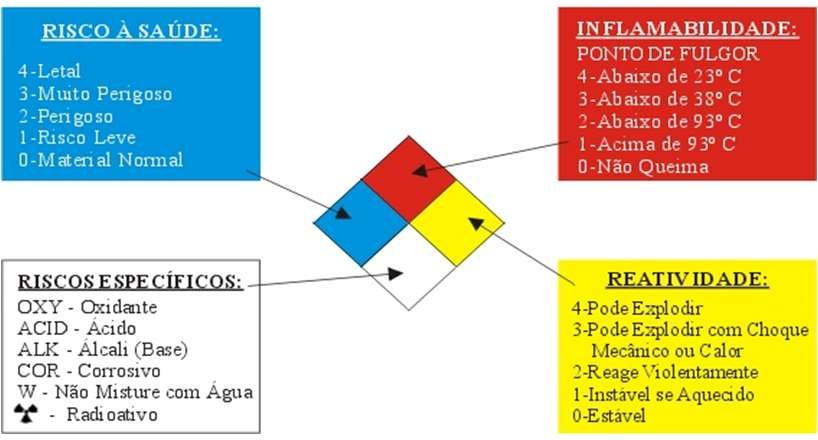 RISCO À SAÚDE:
4-Letal
3-Muito Perigoso
2-Perigoso
1-Risco Leve
0-Material Normal
INFLAMABILIDADE:
PONTO DE FULGOR
4-Abaixo de 23º C
3-Abaixo de 38º C
2-Abaixo de 93º C
1-Acima de 93º C
0-Não Queima
RISCOS ESPECÍFICOS:
OXY - Oxidante
ACID - Ácido
ALK - Álcali (Base)
COR - Corrosivo
W - Não Misture com Água
☢ - Radioativo
REATIVIDADE:
4-Pode Explodir
3-Pode Explodir com Choque
Mecânico ou Calor
2-Reage Violentamente
1-Instável se Aquecido
0-Estável